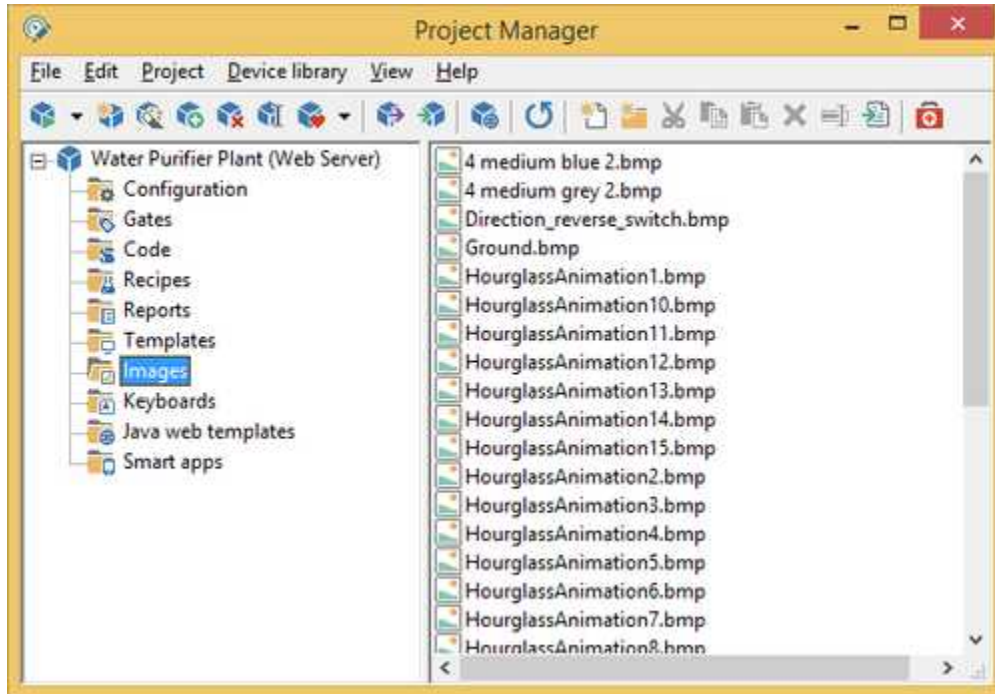 Project Manager
File Edit Project Device library View Help
Water Purifier Plant (Web Server)
Configuration
Gates
Code
Recipes
Reports
Templates
Images
Keyboards
Java web templates
Smart apps
4 medium blue 2.bmp
4 medium grey 2.bmp
Direction_reverse_switch.bmp
Ground.bmp
HourglassAnimation1.bmp
HourglassAnimation10.bmp
HourglassAnimation11.bmp
HourglassAnimation12.bmp
HourglassAnimation13.bmp
HourglassAnimation14.bmp
HourglassAnimation15.bmp
HourglassAnimation2.bmp
HourglassAnimation3.bmp
HourglassAnimation4.bmp
HourglassAnimation5.bmp
HourglassAnimation6.bmp
HourglassAnimation7.bmp
HourglassAnimation8.bmp